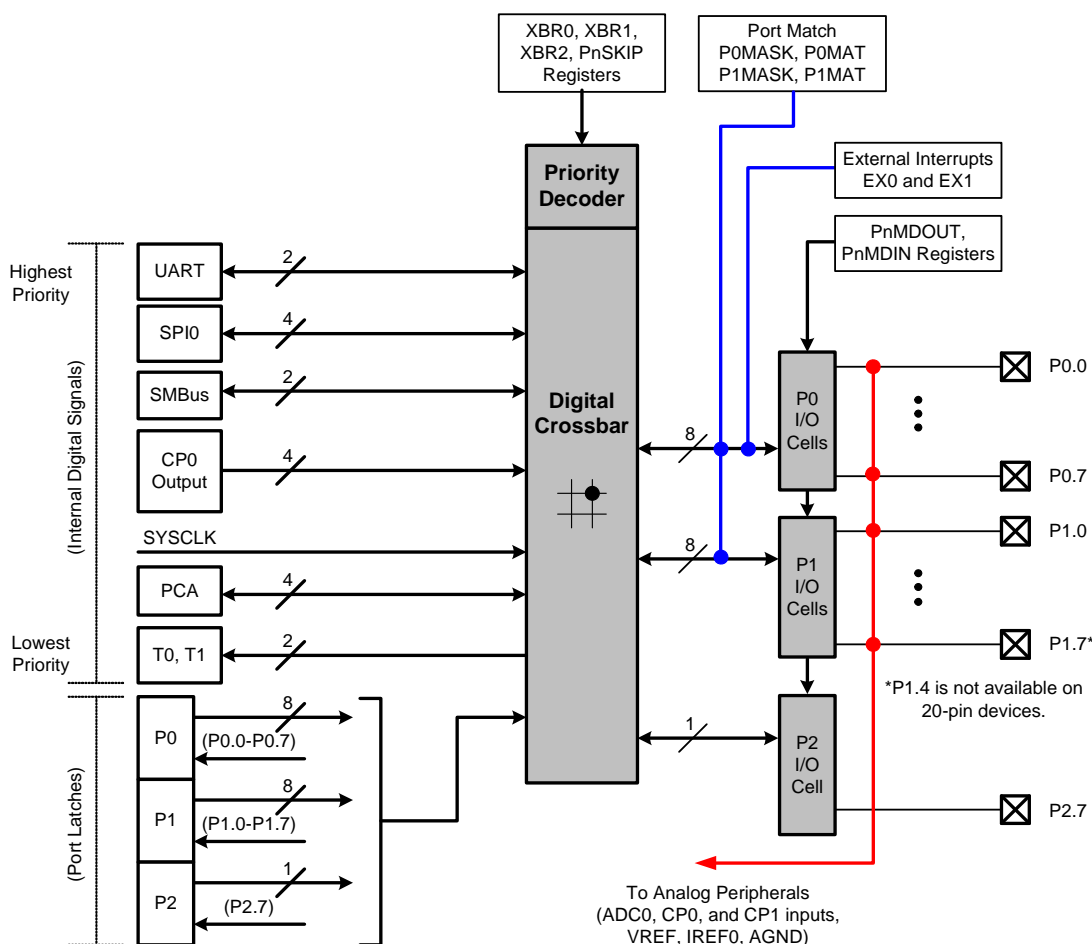 XBR0, XBR1,
XBR2, PnSKIP
Registers
Port Match
P0MASK, P0MAT
P1MASK, P1MAT
External Interrupts
EX0 and EX1
Priority
Decoder
PnMDOUT,
PnMDIN Registers
Highest
Priority
(Internal Digital Signals)
Lowest
Priority
UART
2
SPI0
4
SMBus
2
CP0
Output
4
SYSCLK
PCA
4
T0, T1
2
Digital
Crossbar
8
8
1
P0
I/O
Cells
P1
I/O
Cells
P2
I/O
Cell
P0.0
P0.7
P1.0
P1.7*
*P1.4 is not available on
20-pin devices.
P2.7
(Port Latches)
P0
8
(P0.0-P0.7)
P1
8
(P1.0-P1.7)
P2
1
(P2.7)
To Analog Peripherals
(ADC0, CP0, and CP1 inputs,
VREF, IREF0, AGND)